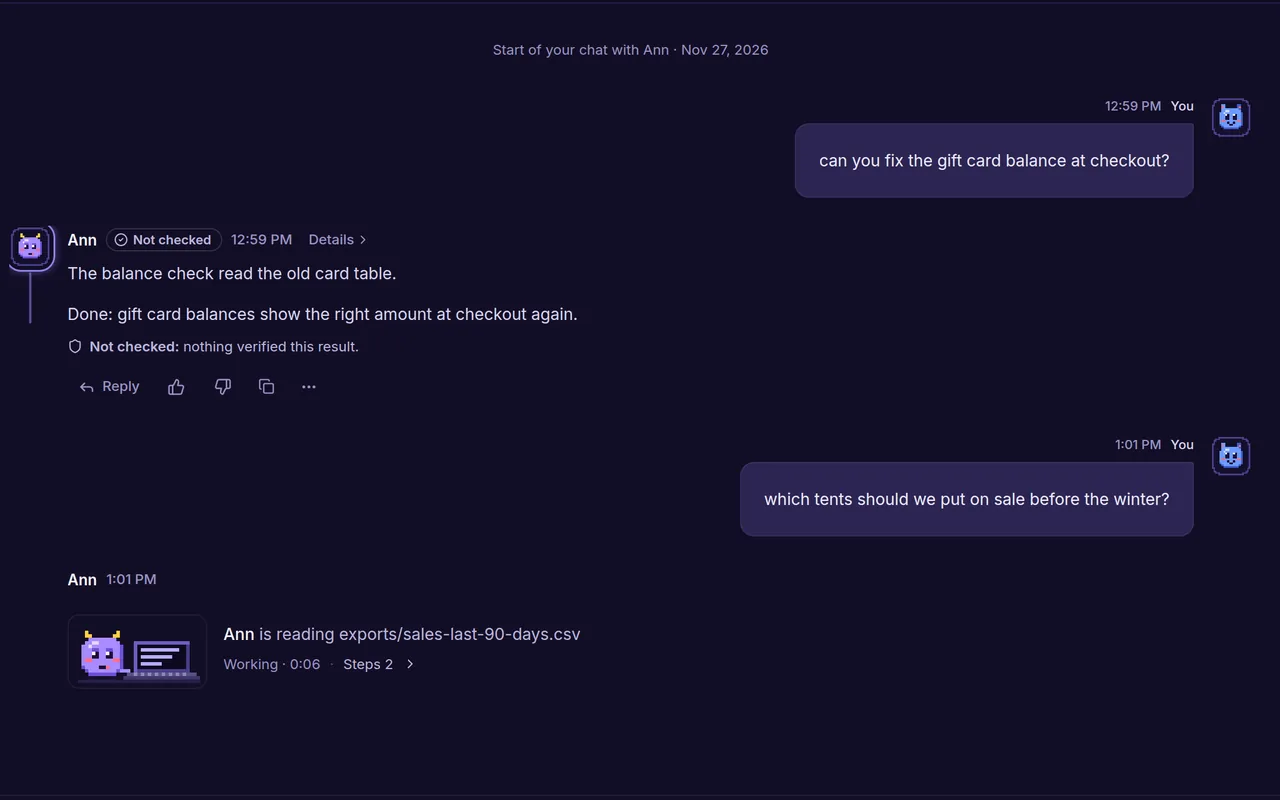 Start of your chat with Ann · Nov 27, 2026
12:59 PM You
can you fix the gift card balance at checkout?
Ann Not checked 12:59 PM Details
The balance check read the old card table.
Done: gift card balances show the right amount at checkout again.
Not checked: nothing verified this result.
Reply
1:01 PM You
which tents should we put on sale before the winter?
Ann 1:01 PM
Ann is reading exports/sales-last-90-days.csv
Working · 0:06 · Steps 2